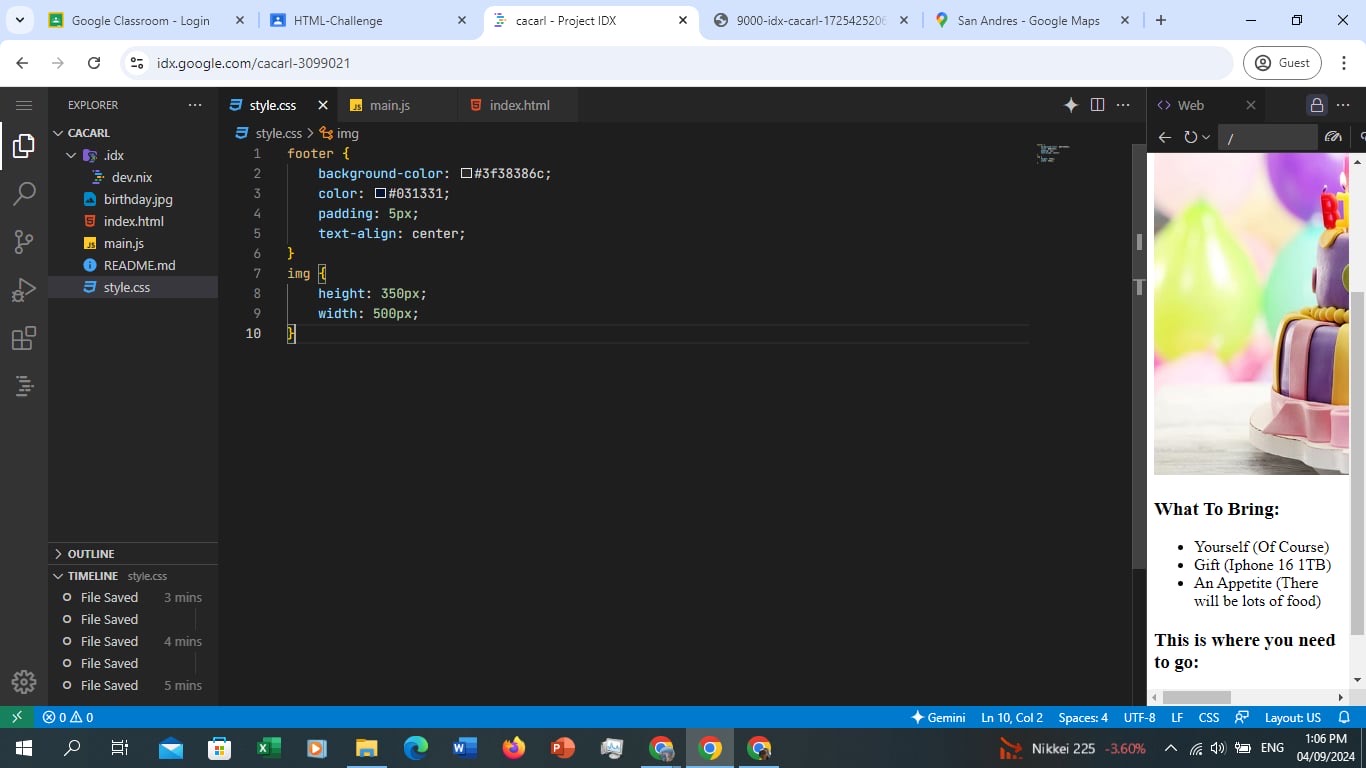 Google Classroom - Login
HTML-Challenge
cacarl - Project IDX
9000-idx-cacarl-1725425206
San Andres - Google Maps
idx.google.com/cacarl-3099021
Guest
EXPLORER
CACARL
.idx
dev.nix
birthday.jpg
index.html
JS main.js
README.md
style.css
OUTLINE
TIMELINE style.css
File Saved 3 mins
File Saved
File Saved 4 mins
File Saved
File Saved 5 mins
style.css
JS main.js
index.html
style.css > img
1 footer {
2 background-color: #3f38386c;
3 color: #031331;
4 padding: 5px;
5 text-align: center;
6 }
7 img {
8 height: 350px;
9 width: 500px;
10 }
Web
/
What To Bring:
Yourself (Of Course)
Gift (Iphone 16 1TB)
An Appetite (There
will be lots of food)
This is where you need
to go:
0 0
Gemini
Ln 10, Col 2
Spaces: 4
UTF-8
LF
CSS
Layout: US
Nikkei 225 -3.60%
ENG
1:06 PM
04/09/2024